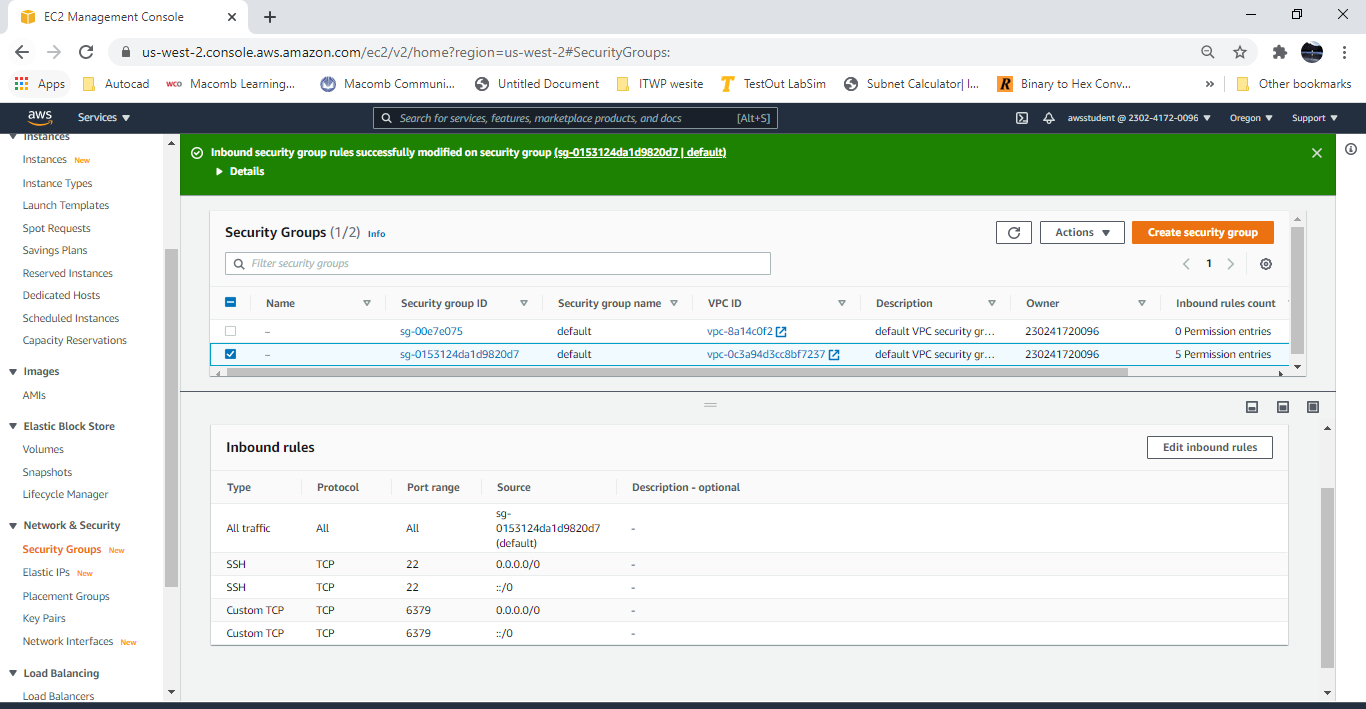 EC2 Management Console
us-west-2.console.aws.amazon.com/ec2/v2/home?region=us-west-2#SecurityGroups:
Apps Autocad wco Macomb Learning... Macomb Communi... Untitled Document ITWP wesite TestOut LabSim Subnet Calculator| I... R Binary to Hex Conv... » Other bookmarks
aws Services Search for services, features, marketplace products, and docs [Alt+S] awsstudent @ 2302-4172-0096 Oregon Support
Instances
Instances New
Instance Types
Launch Templates
Spot Requests
Savings Plans
Reserved Instances
Dedicated Hosts
Scheduled Instances
Capacity Reservations
Images
AMIs
Elastic Block Store
Volumes
Snapshots
Lifecycle Manager
Network & Security
Security Groups New
Elastic IPs New
Placement Groups
Key Pairs
Network Interfaces New
Load Balancing
Load Balancers
Inbound security group rules successfully modified on security group (sg-0153124da1d9820d7 | default)
Details
Security Groups (1/2) Info Actions Create security group
Filter security groups 1
Name Security group ID Security group name VPC ID Description Owner Inbound rules count
– sg-00e7e075 default vpc-8a14c0f2 default VPC security gr... 230241720096 0 Permission entries
– sg-0153124da1d9820d7 default vpc-0c3a94d3cc8bf7237 default VPC security gr... 230241720096 5 Permission entries
Inbound rules Edit inbound rules
Type Protocol Port range Source Description - optional
All traffic All All sg-
0153124da1d9820d7 -
(default)
SSH TCP 22 0.0.0.0/0 -
SSH TCP 22 ::/0 -
Custom TCP TCP 6379 0.0.0.0/0 -
Custom TCP TCP 6379 ::/0 -